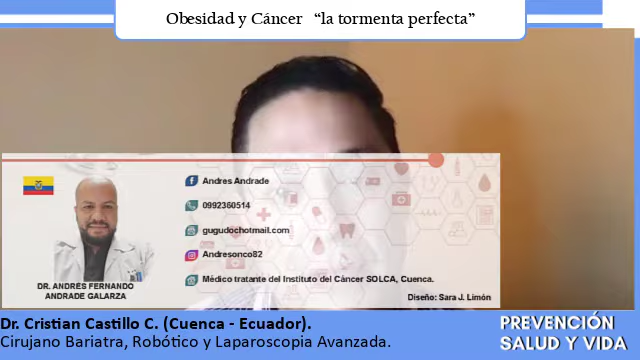 Obesidad y Cáncer “la tormenta perfecta”
Andres Andrade
0992360514
gugudochotmail.com
Andresonco82
Médico tratante del Instituto del Cáncer SOLCA, Cuenca.
DR. ANDRÉS FERNANDO
ANDRADE GALARZA
Diseño: Sara J. Limón
Dr. Cristian Castillo C. (Cuenca - Ecuador).
Cirujano Bariatra, Robótico y Laparoscopia Avanzada.
PREVENCIÓN
SALUD Y VIDA